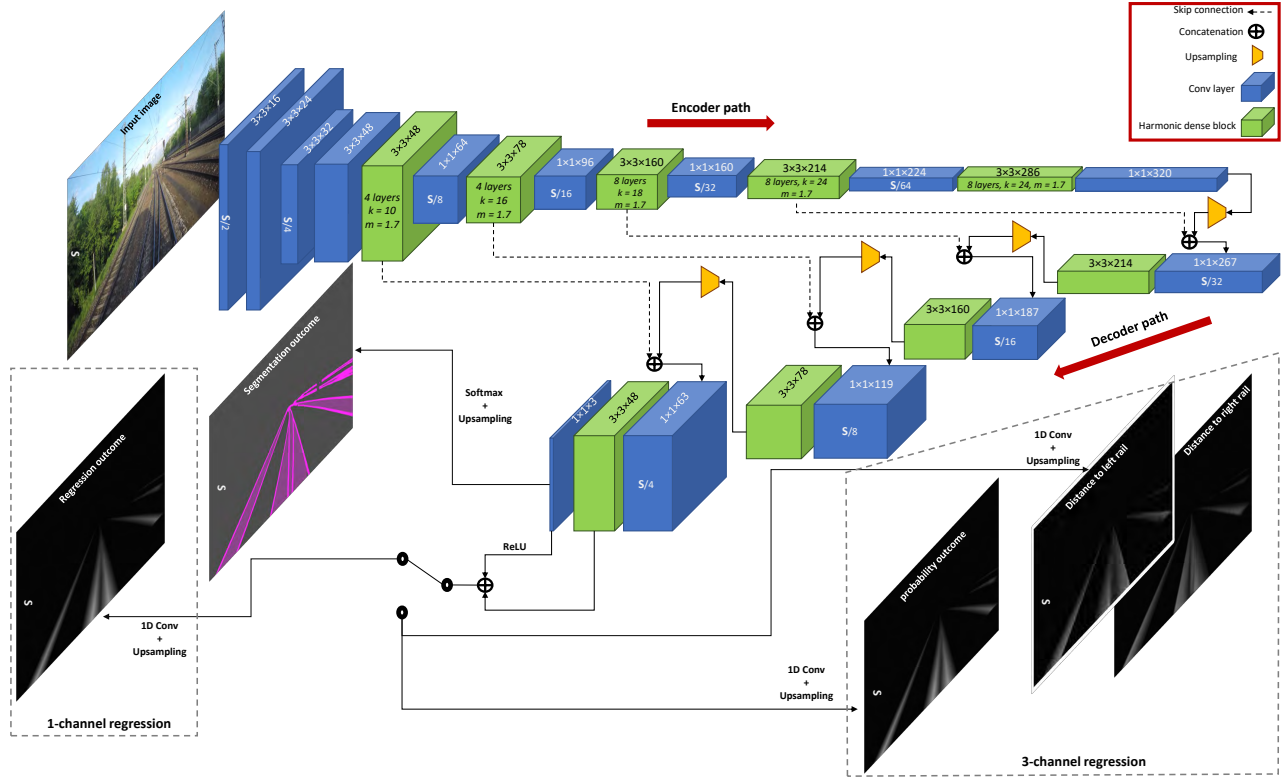 Skip connection
Concatenation
Upsampling
Conv layer
Harmonic dense block
Encoder path
Input image
S
3×3×16
S/2
3×3×24
3×3×32
S/4
3×3×48
3×3×48
4 layers
k = 10
m = 1.7
1×1×64
S/8
3×3×78
4 layers
k = 16
m = 1.7
1×1×96
S/16
3×3×160
8 layers
k = 18
m = 1.7
1×1×160
S/32
3×3×214
8 layers, k = 24
m = 1.7
1×1×224
S/64
3×3×286
8 layers, k = 24, m = 1.7
1×1×320
3×3×214
1×1×267
S/32
3×3×160
1×1×187
S/16
Decoder path
3×3×78
1×1×119
S/8
1×1×3
3×3×48
1×1×63
S/4
Softmax
+
Upsampling
Segmentation outcome
S
ReLU
Regression outcome
S
1D Conv
+
Upsampling
1-channel regression
1D Conv
+
Upsampling
1D Conv
+
Upsampling
probability outcome
S
Distance to left rail
S
Distance to right rail
3-channel regression